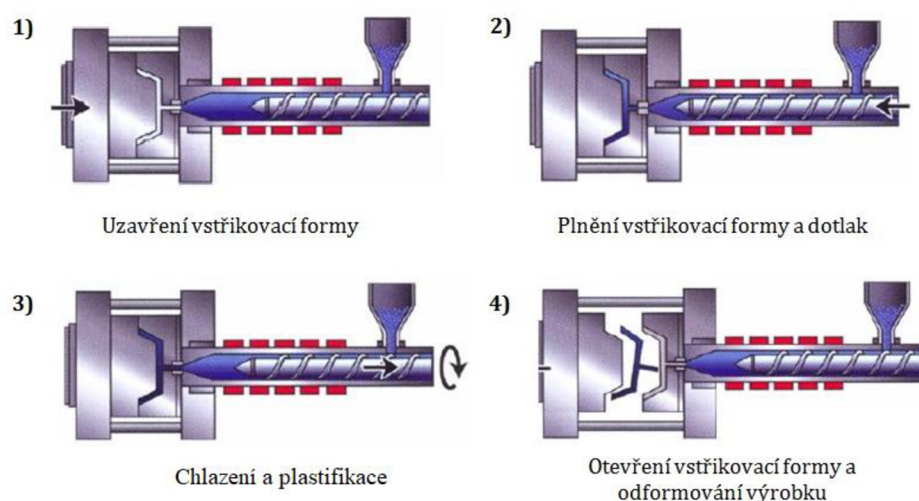 1)
2)
Uzavření vstřikovací formy
Plnění vstřikovací formy a dotlak
3)
4)
Chlazení a plastifikace
Otevření vstřikovací formy a
odformování výrobku